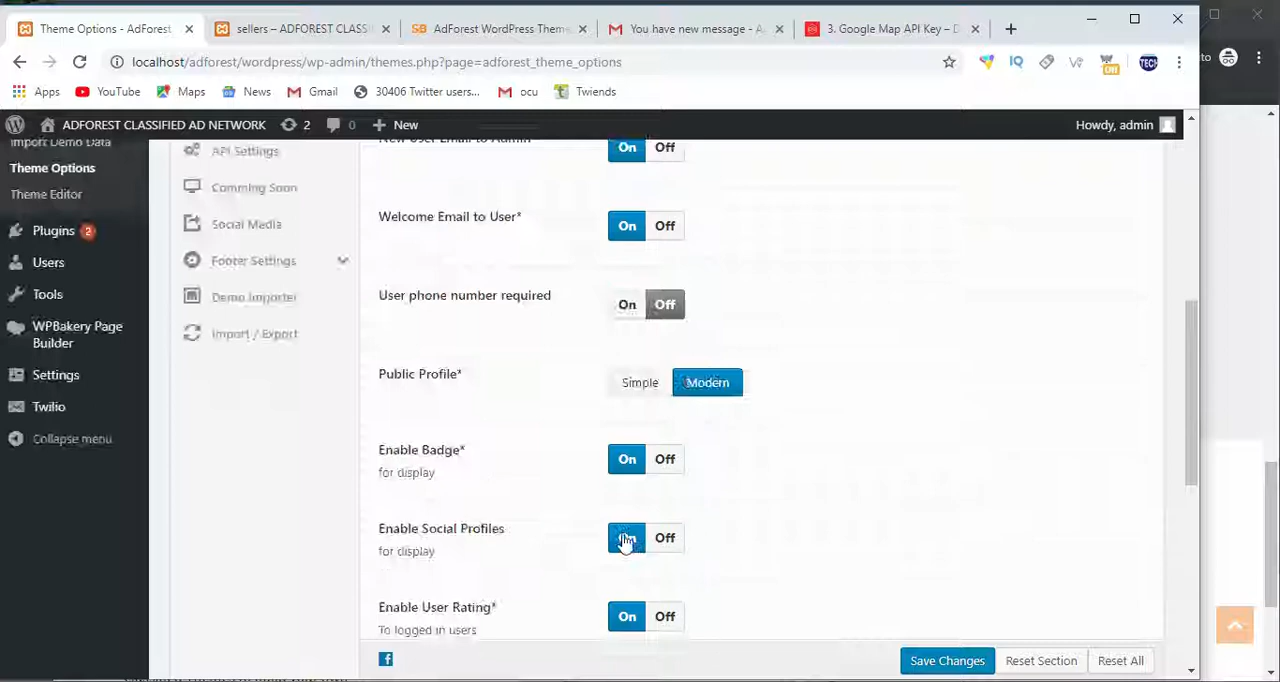 Theme Options - AdForest
sellers – ADFOREST CLASSIF
AdForest WordPress Theme
You have new message - A
3. Google Map API Key – D
localhost/adforest/wordpress/wp-admin/themes.php?page=adforest_theme_options
IQ
Off
TECH
to
Apps
YouTube
Maps
News
Gmail
30406 Twitter users...
ocu
Twiends
ADFOREST CLASSIFIED AD NETWORK
2
0
New
Howdy, admin
Import Demo Data
Theme Options
Theme Editor
Plugins 2
Users
Tools
WPBakery Page
Builder
Settings
Twilio
Collapse menu
API Settings
Comming Soon
Social Media
Footer Settings
Demo Importer
Import / Export
New User Email to Admin
On Off
Welcome Email to User*
On Off
User phone number required
On Off
Public Profile*
Simple Modern
Enable Badge*
for display
On Off
Enable Social Profiles
for display
On Off
Enable User Rating*
To logged in users
On Off
Save Changes
Reset Section
Reset All